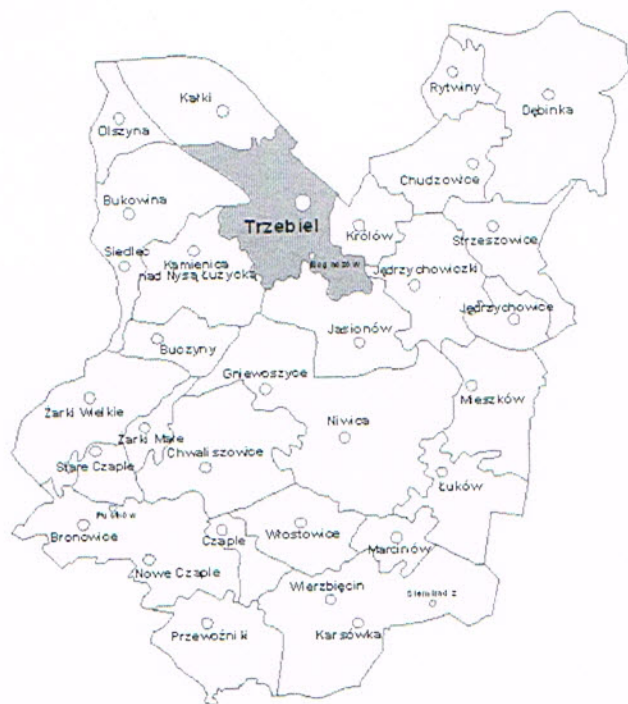 Rytwiny
Dębinka
Kałki
Olszyna
Chudzowice
Bukowina
Trzebiel
Królów
Strzeszowice
Siedlec
Kamienica
nad Nysą Łużycką
Jędrzychowiczki
Jędrzychowice
Jasionów
Buczyny
Gniewoszyce
Mieszków
Żarki Wielkie
Niwica
Żarki Małe
Chwaliszowice
Stare Czaple
Łuków
Bronowice
Czaple
Włostowice
Marcinów
Nowe Czaple
Wierzbięcin
Przewoźniki
Karsówka